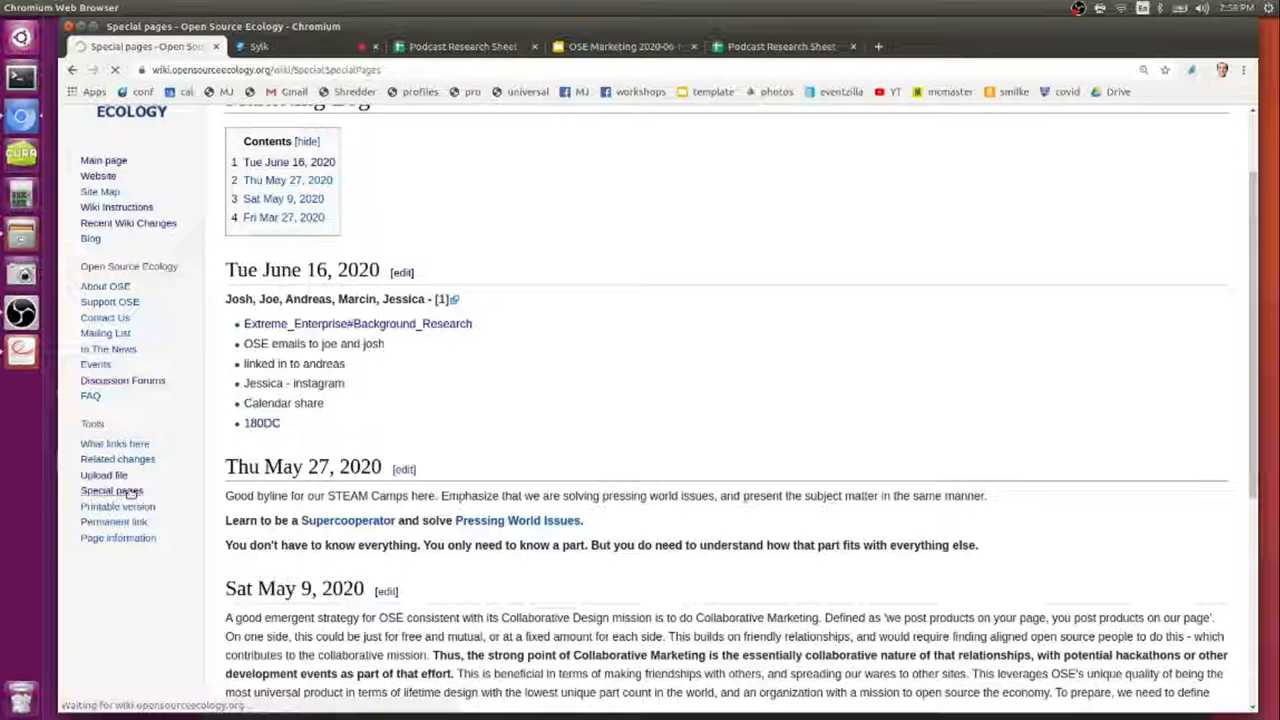 Chromium Web Browser
En
2:58 PM
Special pages - Open Source Ecology - Chromium
Special pages - Open Sou
Sylk
Podcast Research Sheet
OSE Marketing 2020-06
Podcast Research Sheet
wiki.opensourceecology.org/wiki/Special:SpecialPages
Apps conf cal MJ Gmail Shredder profiles pro universal MJ workshops template photos eventzilla YT mcmaster smilke covid Drive
ECOLOGY
Main page
Website
Site Map
Wiki Instructions
Recent Wiki Changes
Blog
Open Source Ecology
About OSE
Support OSE
Contact Us
Mailing List
In The News
Events
Discussion Forums
FAQ
Tools
What links here
Related changes
Upload file
Special pages
Printable version
Permanent link
Page information
Contents [hide]
1 Tue June 16, 2020
2 Thu May 27, 2020
3 Sat May 9, 2020
4 Fri Mar 27, 2020
Tue June 16, 2020 [edit]
Josh, Joe, Andreas, Marcin, Jessica - [1]
Extreme_Enterprise#Background_Research
OSE emails to joe and josh
linked in to andreas
Jessica - instagram
Calendar share
180DC
Thu May 27, 2020 [edit]
Good byline for our STEAM Camps here. Emphasize that we are solving pressing world issues, and present the subject matter in the same manner.
Learn to be a Supercooperator and solve Pressing World Issues.
You don't have to know everything. You only need to know a part. But you do need to understand how that part fits with everything else.
Sat May 9, 2020 [edit]
A good emergent strategy for OSE consistent with its Collaborative Design mission is to do Collaborative Marketing. Defined as 'we post products on your page, you post products on our page'.
On one side, this could be just for free and mutual, or at a fixed amount for each side. This builds on friendly relationships, and would require finding aligned open source people to do this - which
contributes to the collaborative mission. Thus, the strong point of Collaborative Marketing is the essentially collaborative nature of that relationships, with potential hackathons or other
development events as part of that effort. This is beneficial in terms of making friendships with others, and spreading our wares to other sites. This leverages OSE's unique quality of being the
most universal product in terms of lifetime design with the lowest unique part count in the world, and an organization with a mission to open source the economy. To prepare, we need to define
Waiting for wiki.opensourceecology.org ...